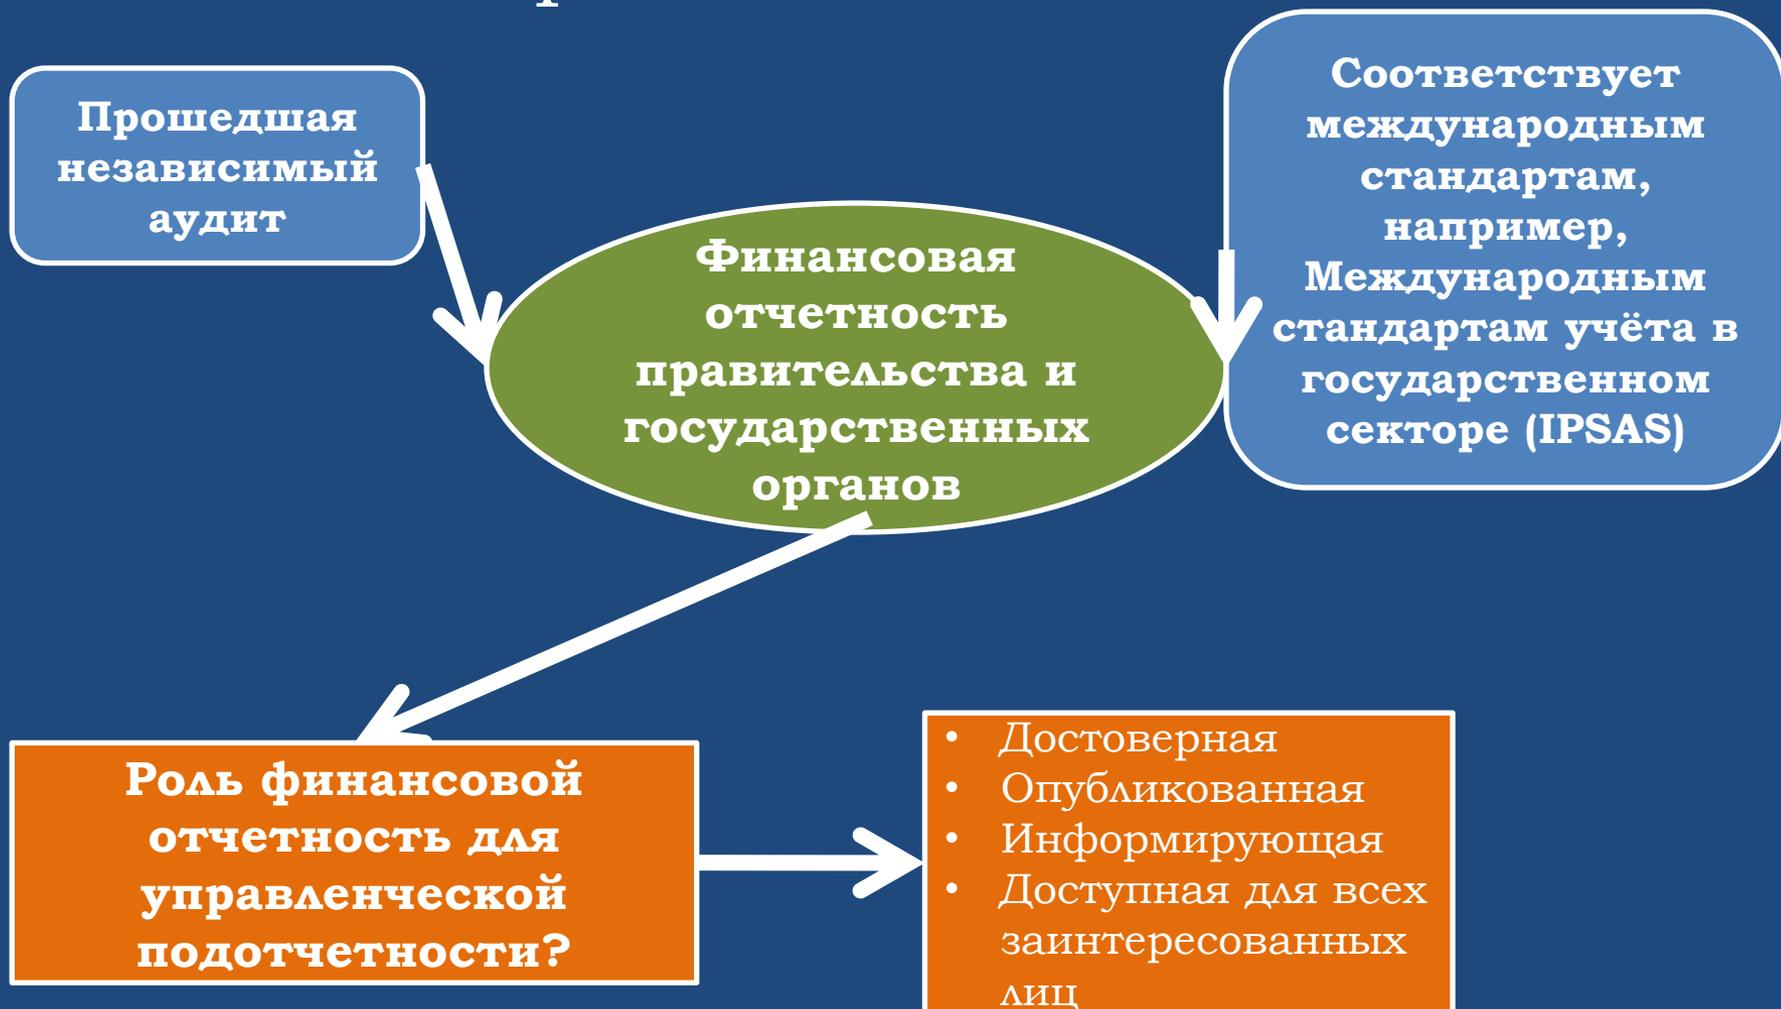 Прошедшая
независимый
аудит
Соответствует
международным
стандартам,
например,
Международным
стандартам учёта в
государственном
секторе (IPSAS)
Финансовая
отчетность
правительства и
государственных
органов
Роль финансовой
отчетность для
управленческой
подотчетности?
• Достоверная
• Опубликованная
• Информирующая
• Доступная для всех
заинтересованных
лиц